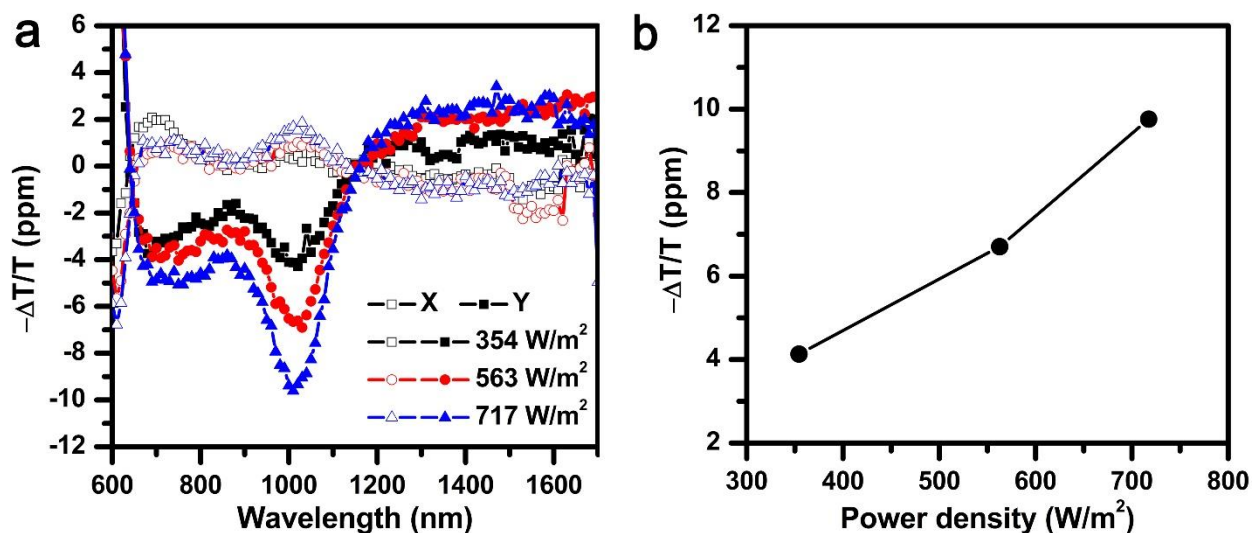 a
6
4
2
0
-2
-4
-6
-8
-10
-12
−ΔT/T (ppm)
X Y
354 W/m²
563 W/m²
717 W/m²
600 800 1000 1200 1400 1600
Wavelength (nm)
b
12
10
8
6
4
2
−ΔT/T (ppm)
300 400 500 600 700 800
Power density (W/m²)